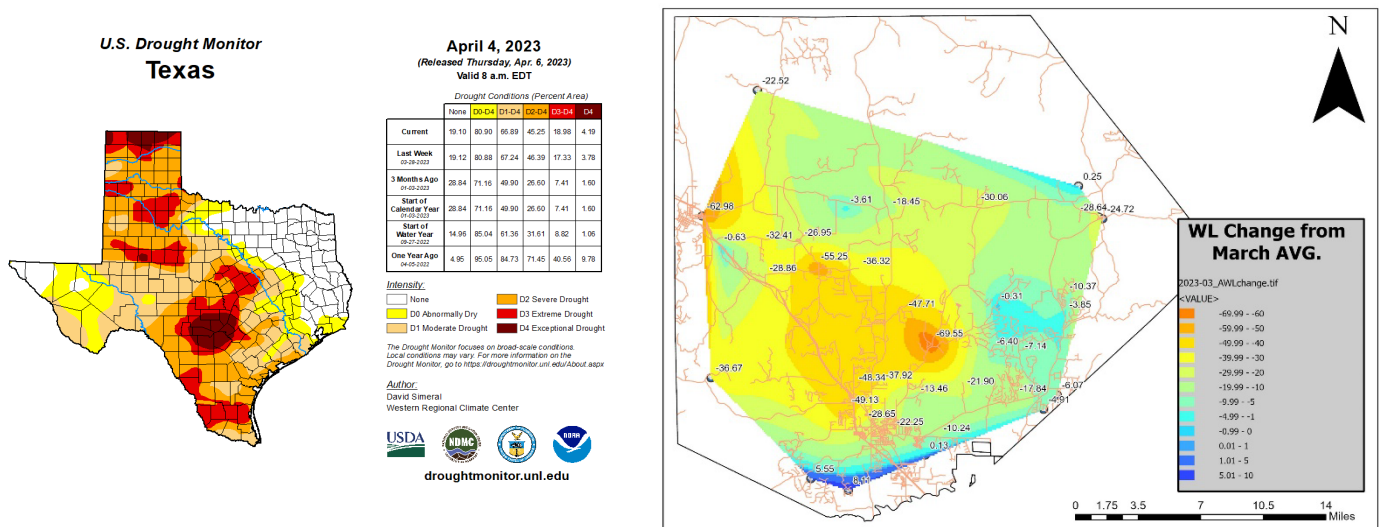 U.S. Drought Monitor
Texas
April 4, 2023
(Released Thursday, Apr. 6, 2023)
Valid 8 a.m. EDT
Drought Conditions (Percent Area)
None D0-D4 D1-D4 D2-D4 D3-D4 D4
Current 19.10 80.90 66.89 46.25 18.98 4.19
Last Week 03-28-2023 19.12 80.88 67.24 46.39 17.33 3.78
3 Months Ago 01-03-2023 28.84 71.16 49.90 26.60 7.41 1.60
Start of Calendar Year 01-03-2023 28.84 71.16 49.90 26.60 7.41 1.60
Start of Water Year 09-27-2022 14.96 85.04 61.36 31.61 8.82 1.06
One Year Ago 04-05-2022 4.95 95.05 84.73 71.45 40.56 9.78
Intensity:
None
D0 Abnormally Dry
D1 Moderate Drought
D2 Severe Drought
D3 Extreme Drought
D4 Exceptional Drought
The Drought Monitor focuses on broad-scale conditions.
Local conditions may vary. For more information on the
Drought Monitor, go to https://droughtmonitor.unl.edu/About.aspx
Author:
David Simeral
Western Regional Climate Center
USDA
NDMC
NOAA
droughtmonitor.unl.edu
N
-22.52
0.25
-3.61
-18.45
-30.06
-62.98
-28.64
-24.72
-0.63
-32.41
-26.95
-28.86
-55.25
-36.32
-10.37
-47.71
-0.31
-3.85
-69.55
-6.40
-7.14
-36.67
-48.34
-37.92
-13.46
-21.90
-17.84
-6.07
-4.91
-49.13
-28.65
-22.25
-10.24
0.13
5.55
8.11
WL Change from
March AVG.
2023-03_AWLchange.tif
<VALUE>
-69.99 - -60
-59.99 - -50
-49.99 - -40
-39.99 - -30
-29.99 - -20
-19.99 - -10
-9.99 - -5
-4.99 - -1
-0.99 - 0
0.01 - 1
1.01 - 5
5.01 - 10
0 1.75 3.5 7 10.5 14
Miles